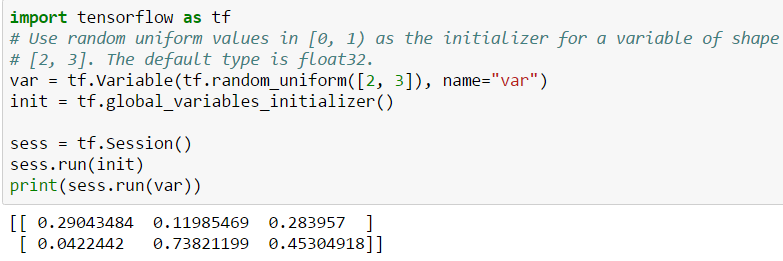 import tensorflow as tf
# Use random uniform values in [0, 1) as the initializer for a variable of shape
# [2, 3]. The default type is float32.
var = tf.Variable(tf.random_uniform([2, 3]), name="var")
init = tf.global_variables_initializer()

sess = tf.Session()
sess.run(init)
print(sess.run(var))
[[ 0.29043484  0.11985469  0.283957  ]
 [ 0.0422442   0.73821199  0.45304918]]